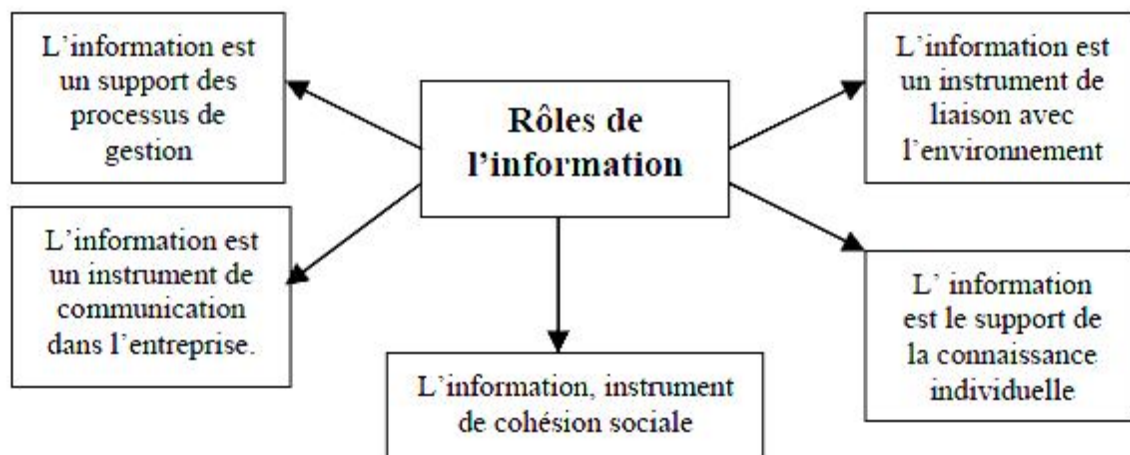 L'information est
un support des
processus de
gestion
Rôles de
l'information
L'information est
un instrument de
liaison avec
l'environnement
L'information est
un instrument de
communication
dans l'entreprise.
L' information
est le support de
la connaissance
individuelle
L'information, instrument
de cohésion sociale